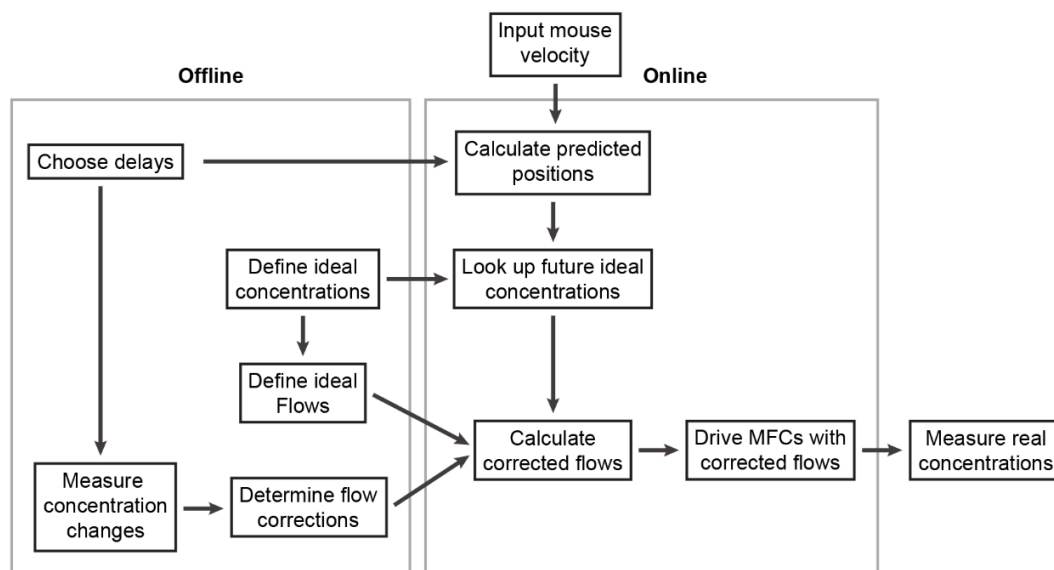 Input mouse
velocity
Offline
Online
Choose delays
Calculate predicted
positions
Define ideal
concentrations
Look up future ideal
concentrations
Define ideal
Flows
Calculate
corrected flows
Drive MFCs with
corrected flows
Measure real
concentrations
Measure
concentration
changes
Determine flow
corrections